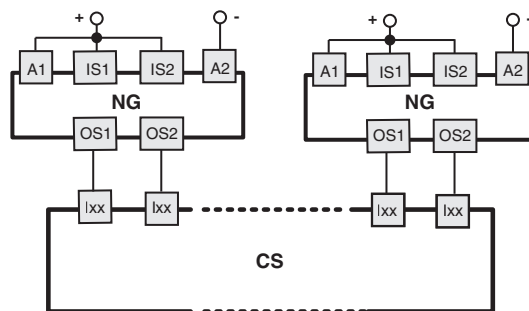 + - + -
A1 IS1 IS2 A2 A1 IS1 IS2 A2
NG NG
OS1 OS2 OS1 OS2
Ixx Ixx Ixx Ixx
CS